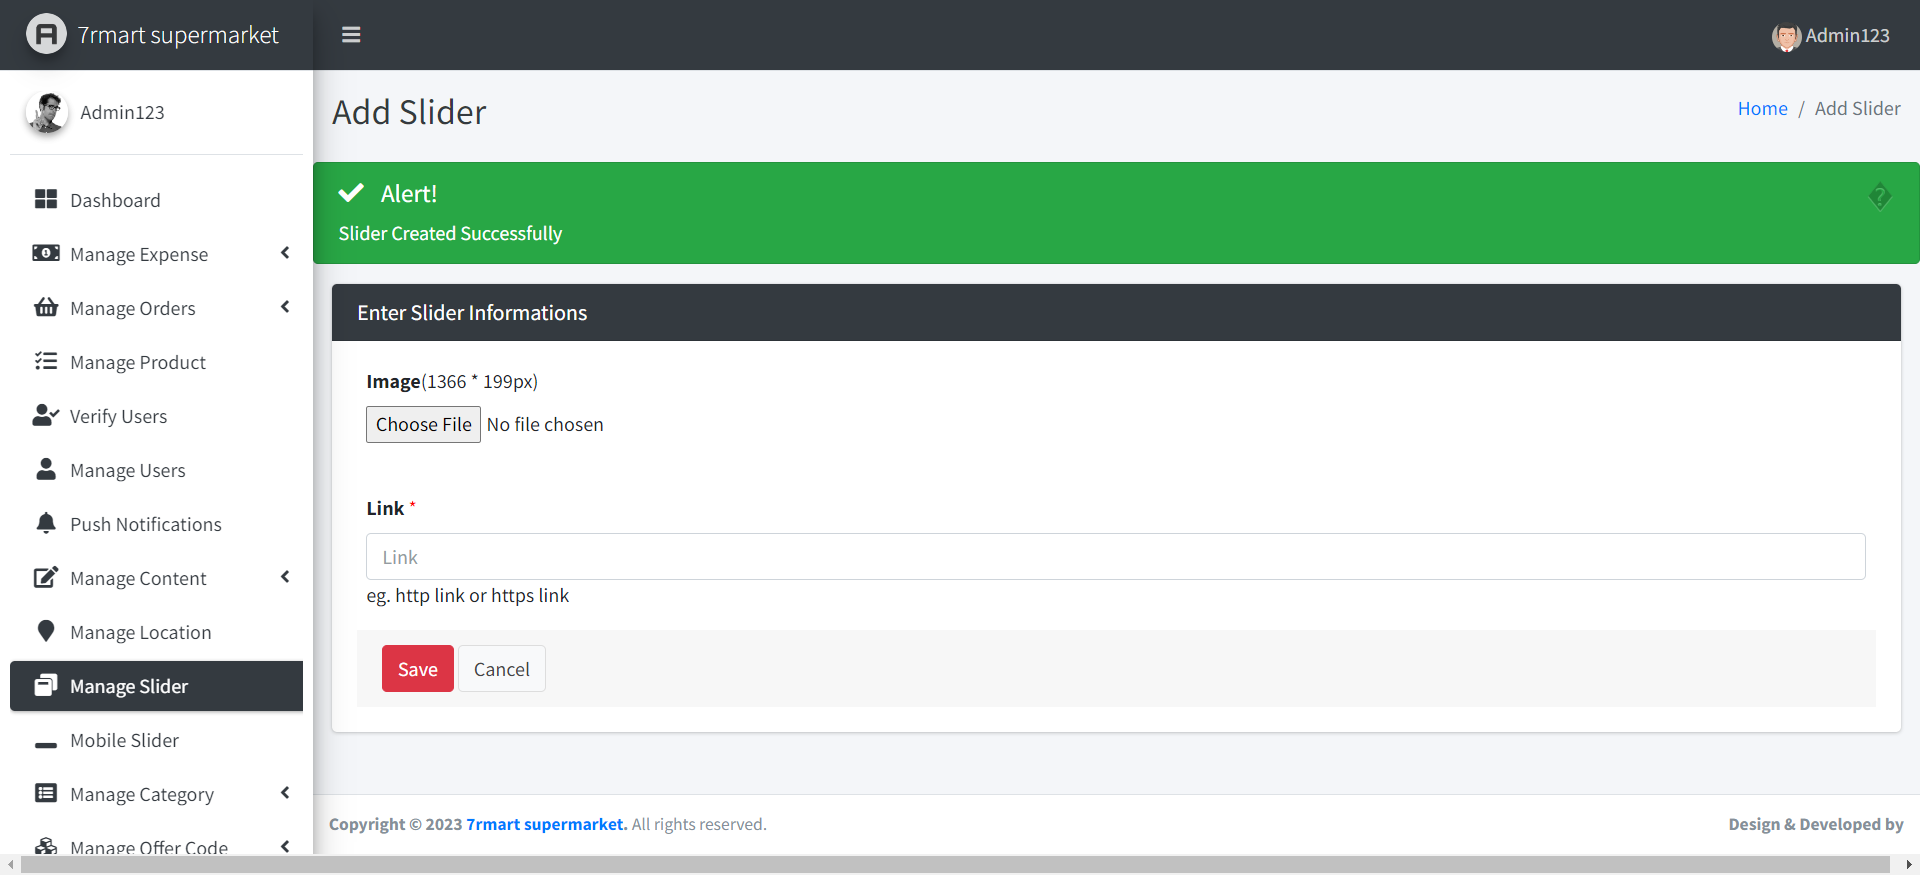 7rmart supermarket
Admin123
Admin123
Add Slider
Home / Add Slider
Alert!
Slider Created Successfully
Dashboard
Manage Expense
Manage Orders
Manage Product
Verify Users
Manage Users
Push Notifications
Manage Content
Manage Location
Manage Slider
Mobile Slider
Manage Category
Manage Offer Code
Enter Slider Informations
Image(1366 * 199px)
Choose File No file chosen
Link *
Link
eg. http link or https link
Save Cancel
Copyright © 2023 7rmart supermarket. All rights reserved.
Design & Developed by